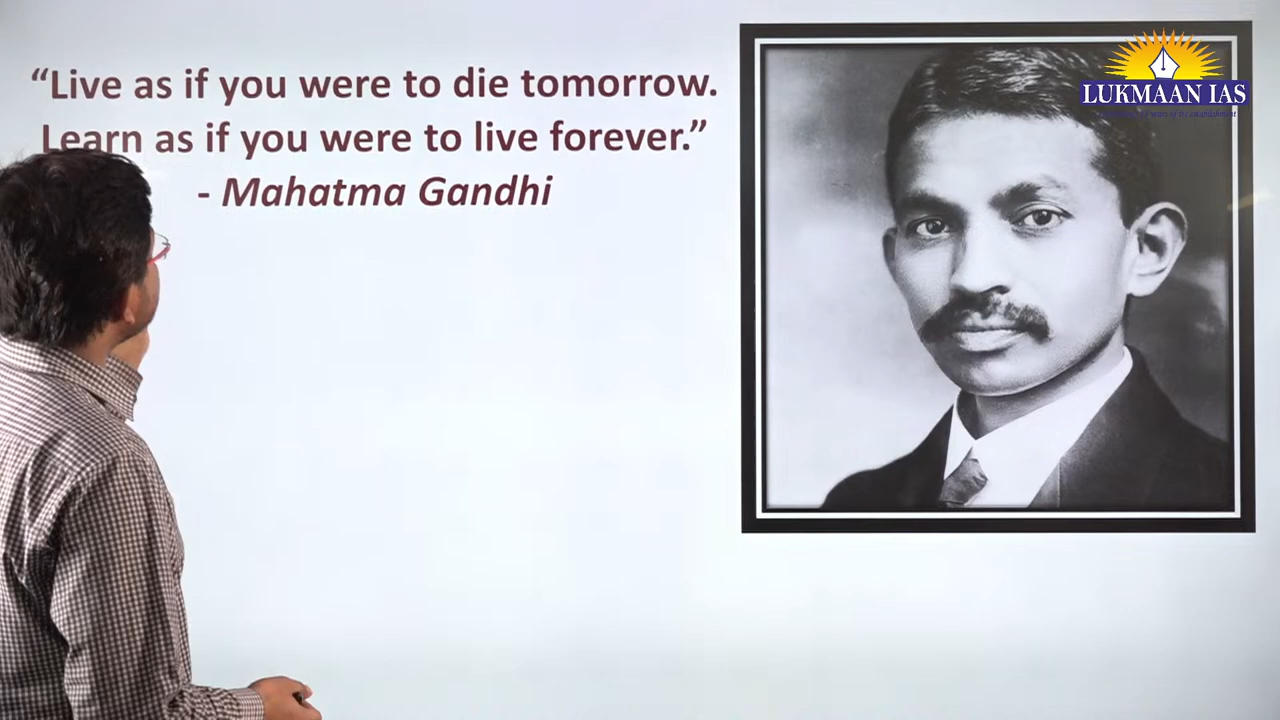 “Live as if you were to die tomorrow.
Learn as if you were to live forever.”
- Mahatma Gandhi
LUKMAAN IAS